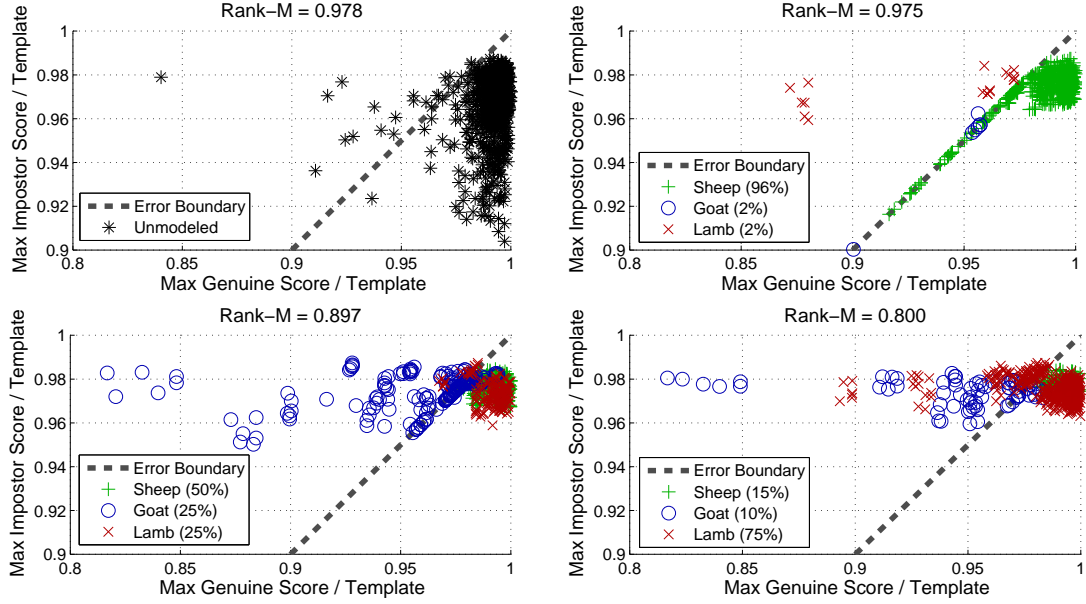 Rank−M = 0.978
Max Impostor Score / Template
1
0.98
0.96
0.94
0.92
0.9
Error Boundary
Unmodeled
0.8
0.85
0.9
0.95
1
Max Genuine Score / Template
Rank−M = 0.975
Max Impostor Score / Template
1
0.98
0.96
0.94
0.92
0.9
Error Boundary
Sheep (96%)
Goat (2%)
Lamb (2%)
0.8
0.85
0.9
0.95
1
Max Genuine Score / Template
Rank−M = 0.897
Max Impostor Score / Template
1
0.98
0.96
0.94
0.92
0.9
Error Boundary
Sheep (50%)
Goat (25%)
Lamb (25%)
0.8
0.85
0.9
0.95
1
Max Genuine Score / Template
Rank−M = 0.800
Max Impostor Score / Template
1
0.98
0.96
0.94
0.92
0.9
Error Boundary
Sheep (15%)
Goat (10%)
Lamb (75%)
0.8
0.85
0.9
0.95
1
Max Genuine Score / Template